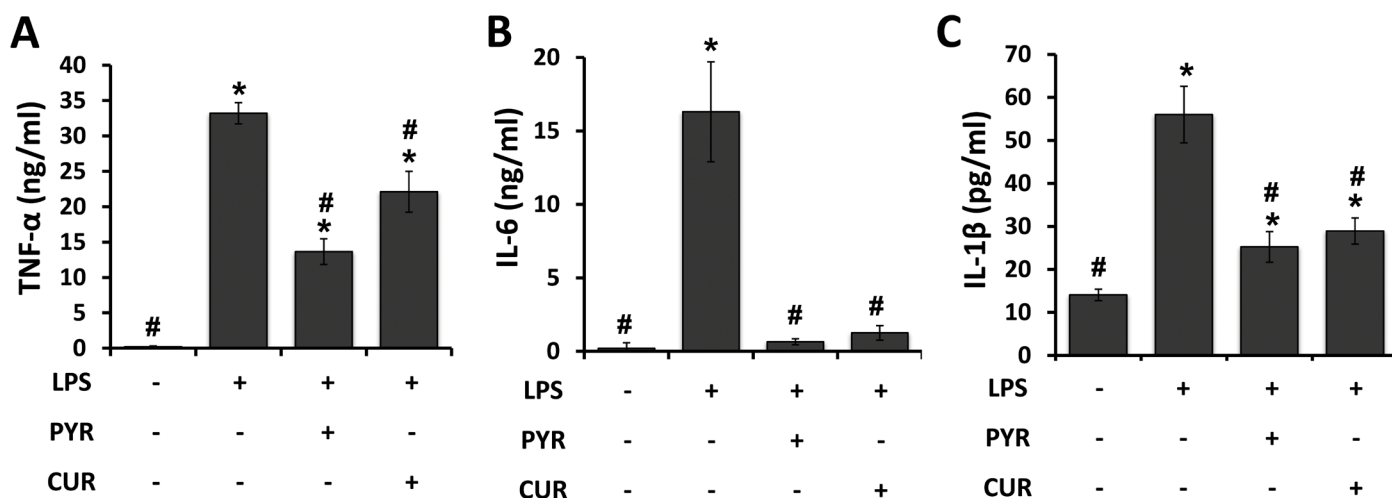 A
TNF-α (ng/ml)
40
35
30
25
20
15
10
5
0
#
*
#
*
#
*
LPS - + + +
PYR - - + -
CUR - - - +
B
IL-6 (ng/ml)
20
15
10
5
0
#
*
#
#
LPS - + + +
PYR - - + -
CUR - - - +
C
IL-1β (pg/ml)
70
60
50
40
30
20
10
0
#
*
#
*
#
*
LPS - + + +
PYR - - + -
CUR - - - +